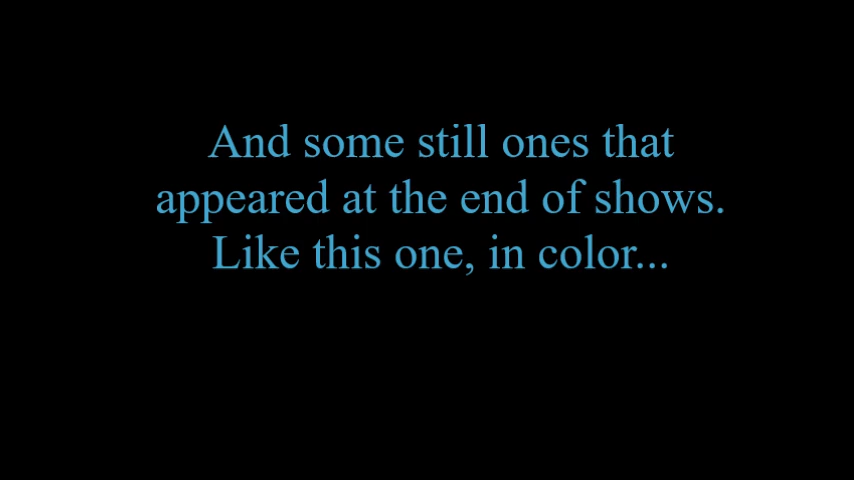 And some still ones that
appeared at the end of shows.
Like this one, in color...